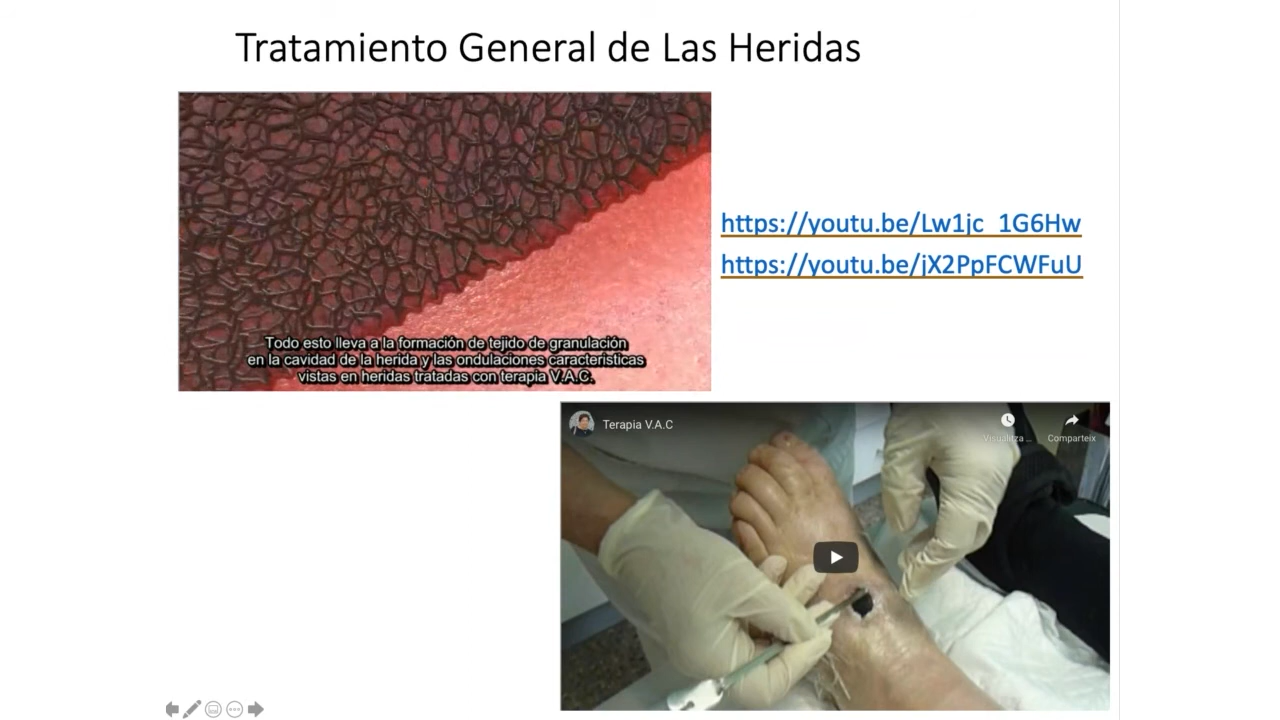 Tratamiento General de Las Heridas
https://youtu.be/Lw1jc_1G6Hw
https://youtu.be/jX2PpFCWFuU
Todo esto lleva a la formación de tejido de granulación
en la cavidad de la herida y las ondulaciones características
vistas en heridas tratadas con terapia V.A.C.
Terapia V.A.C
Visualitza ...
Comparteix